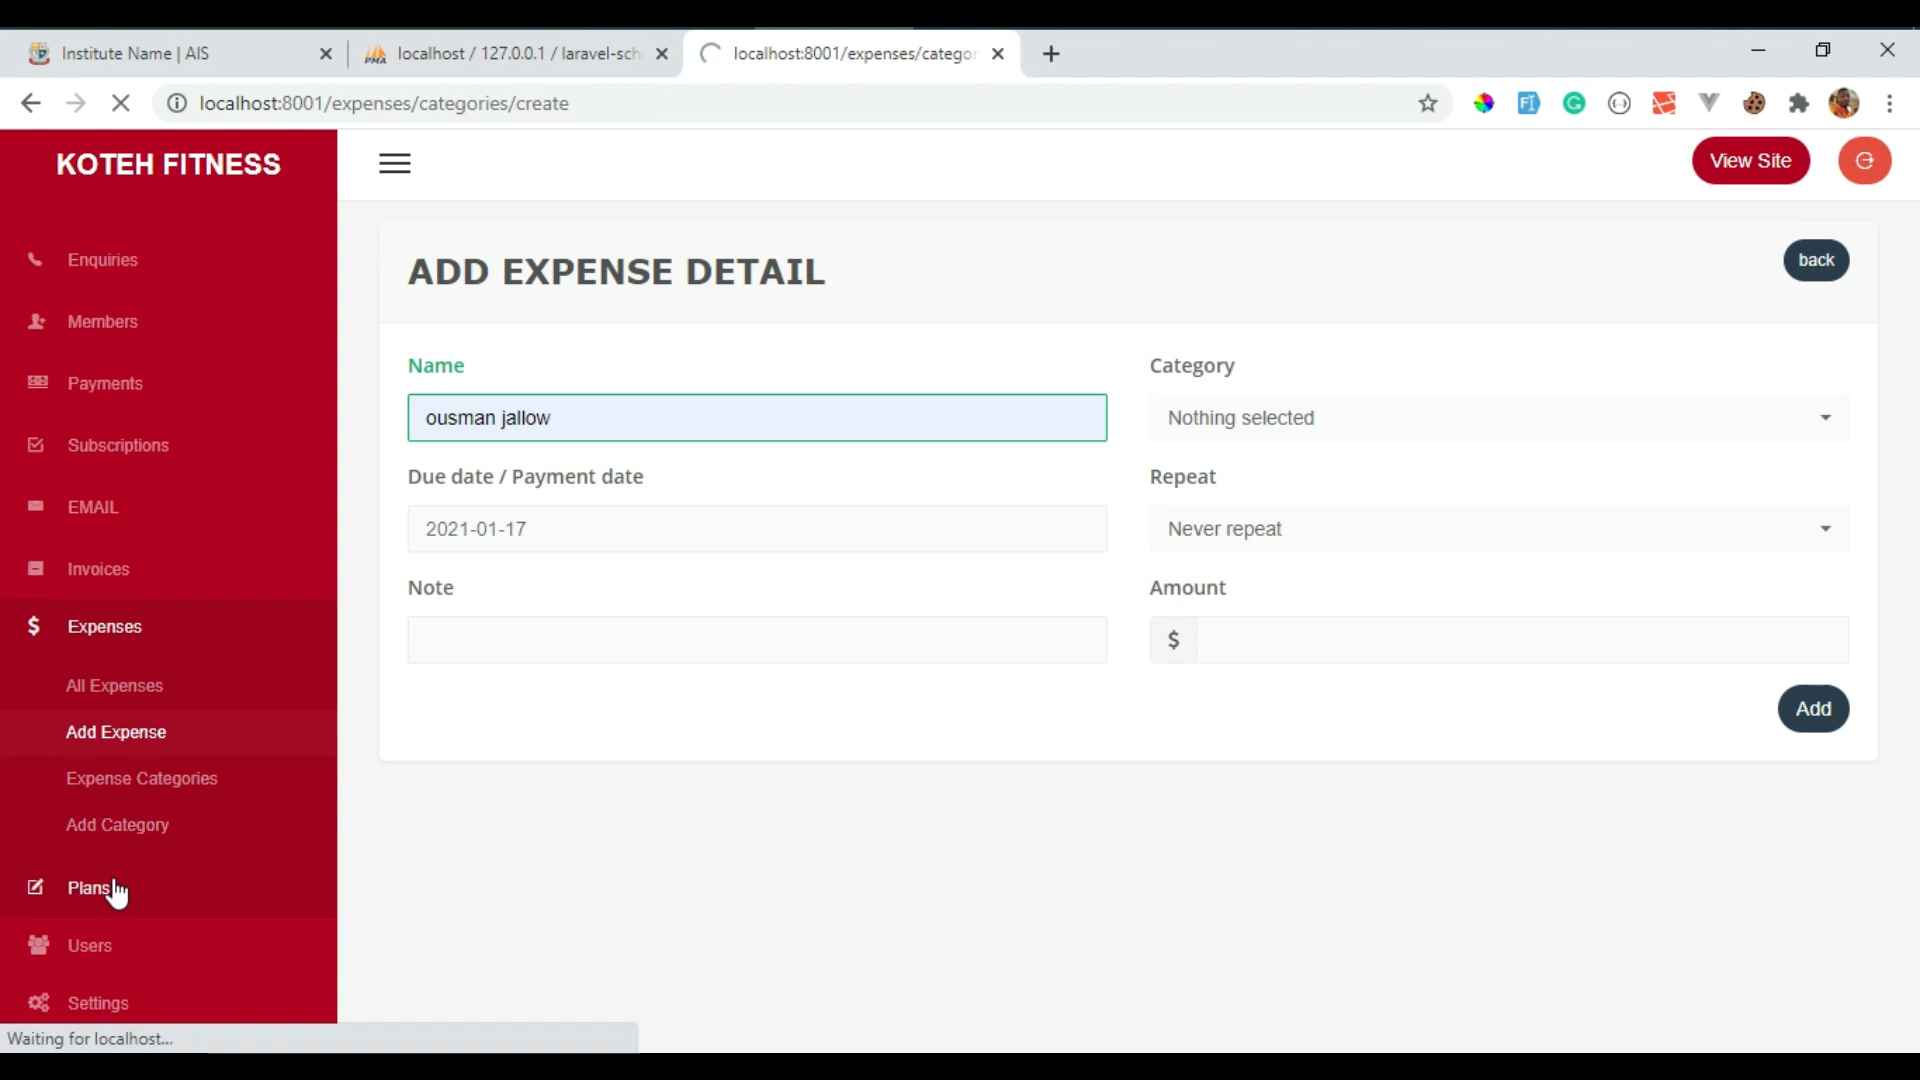 Institute Name | AIS
localhost / 127.0.0.1 / laravel-sch
localhost:8001/expenses/categor
localhost:8001/expenses/categories/create
KOTEH FITNESS
View Site
Enquiries
Members
Payments
Subscriptions
EMAIL
Invoices
Expenses
All Expenses
Add Expense
Expense Categories
Add Category
Plans
Users
Settings
ADD EXPENSE DETAIL
back
Name
Category
ousman jallow
Nothing selected
Due date / Payment date
Repeat
2021-01-17
Never repeat
Note
Amount
$
Add
Waiting for localhost...